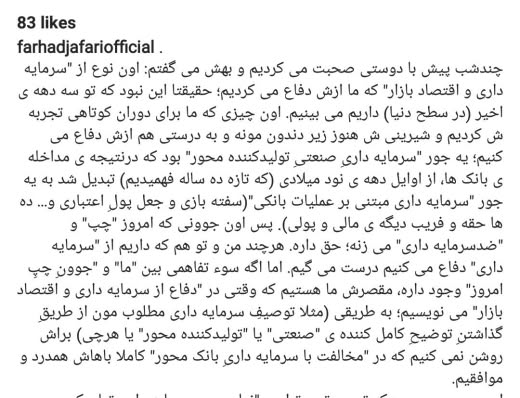 83 likes
farhadjafariofficial .
چندشب پیش با دوستی صحبت می کردیم و بهش می گفتم: اون نوع از "سرمایه
داری و اقتصاد بازار" که ما ازش دفاع می کردیم؛ حقیقتا این نبود که تو سه دهه ی
اخیر (در سطح دنیا) داریم می بینیم. اون چیزی که ما برای دوران کوتاهی تجربه
ش کردیم و شیرینی ش هنوز زیر دندون مونه و به درستی هم ازش دفاع می
کنیم؛ یه جور "سرمایه داریِ صنعتیِ تولیدکننده محور" بود که درنتیجه ی مداخله
ی بانک ها، از اوایل دهه ی نود میلادی (که تازه ده ساله فهمیدیم) تبدیل شد به یه
جور "سرمایه داری مبتنی بر عملیات بانکی"(سفته بازی و جعل پولِ اعتباری و... ده
ها حقه و فریب دیگه ی مالی و پولی). پس اون جوونی که امروز "چپ" و
"ضدسرمایه داری" می زنه؛ حق داره. هرچند من و تو هم که داریم از "سرمایه
داری" دفاع می کنیم درست می گیم. اما اگه سوء تفاهمی بین "ما" و "جوونِ چپِ
امروز" وجود داره، مقصرش ما هستیم که وقتی در "دفاع از سرمایه داری و اقتصاد
بازار" می نویسیم؛ به طریقی (مثلا توصیفِ سرمایه داری مطلوب مون از طریقِ
گذاشتنِ توضیحِ کامل کننده ی "صنعتی" یا "تولیدکننده محور" یا هرچی) براش
روشن نمی کنیم که در "مخالفت با سرمایه داریِ بانک محور" کاملا باهاش همدرد و
موافقیم.